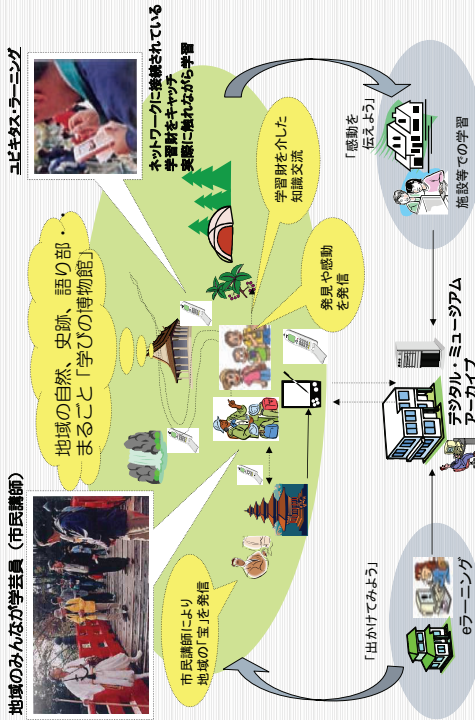 地域のみんなが学芸員（市民講師）
ユビキタス・ラーニング
地域の自然、史跡、語り部・・
まるごと「学びの博物館」
ネットワークに接続されている
学習財をキャッチ
実際に触れながら学習
市民講師により
地域の「宝」を発信
学習財を介した
知識交流
発見や感動
を発信
「出かけてみよう」
「感動を
伝えよう」
eラーニング
デジタル・ミュージアム
アーカイブ
施設等での学習